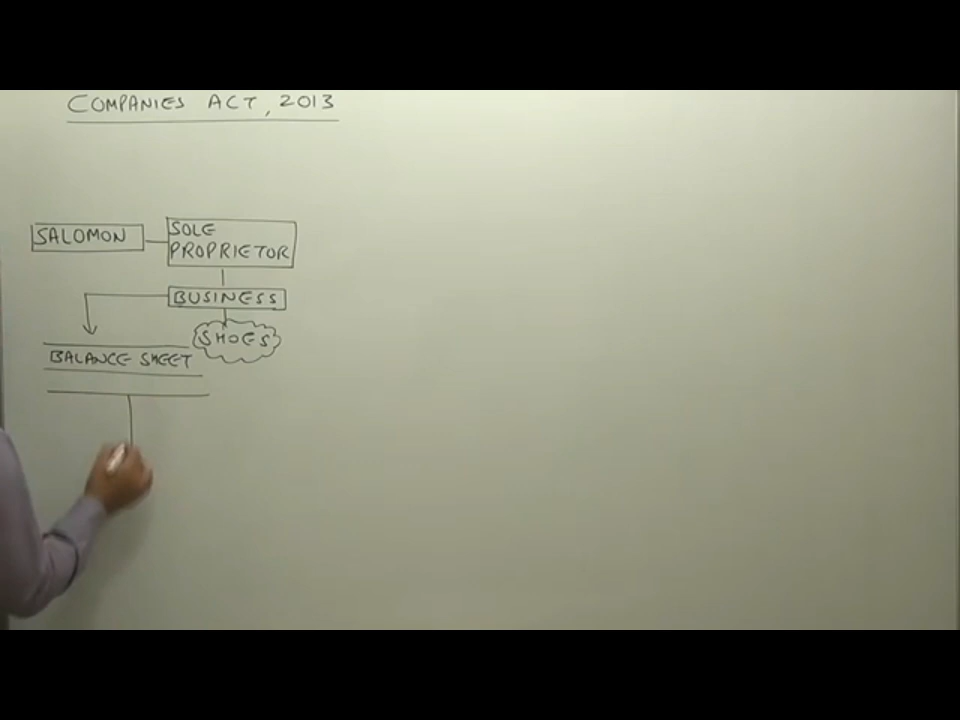 COMPANIES ACT, 2013
SALOMON
SOLE
PROPRIETOR
BUSINESS
SHOES
BALANCE SHEET